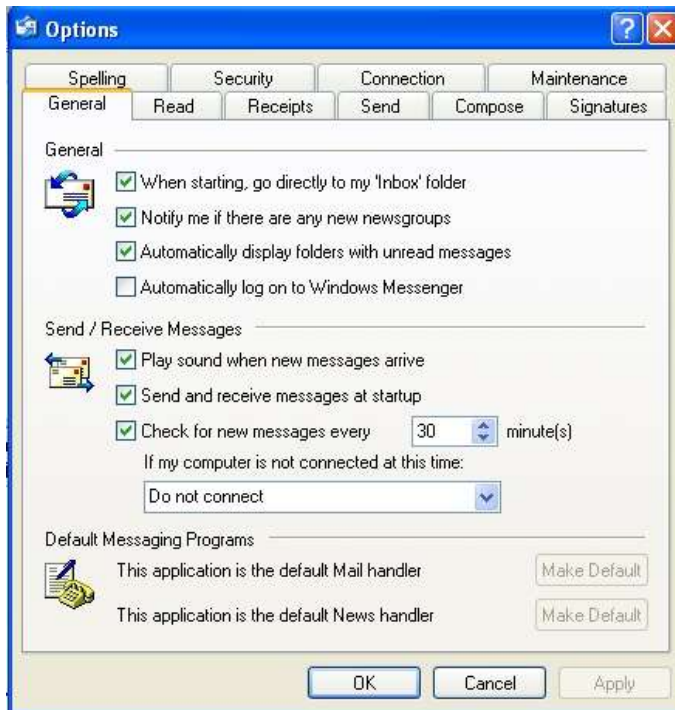 Options
Spelling Security Connection Maintenance
General Read Receipts Send Compose Signatures
General
When starting, go directly to my 'Inbox' folder
Notify me if there are any new newsgroups
Automatically display folders with unread messages
Automatically log on to Windows Messenger
Send / Receive Messages
Play sound when new messages arrive
Send and receive messages at startup
Check for new messages every 30 minute(s)
If my computer is not connected at this time:
Do not connect
Default Messaging Programs
This application is the default Mail handler Make Default
This application is the default News handler Make Default
OK Cancel Apply